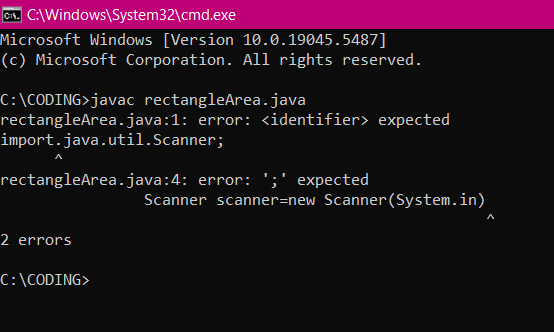 C:\Windows\System32\cmd.exe
Microsoft Windows [Version 10.0.19045.5487]
(c) Microsoft Corporation. All rights reserved.
C:\CODING>javac rectangleArea.java
rectangleArea.java:1: error: <identifier> expected
import.java.util.Scanner;
^
rectangleArea.java:4: error: ';' expected
Scanner scanner=new Scanner(System.in)
^
2 errors
C:\CODING>